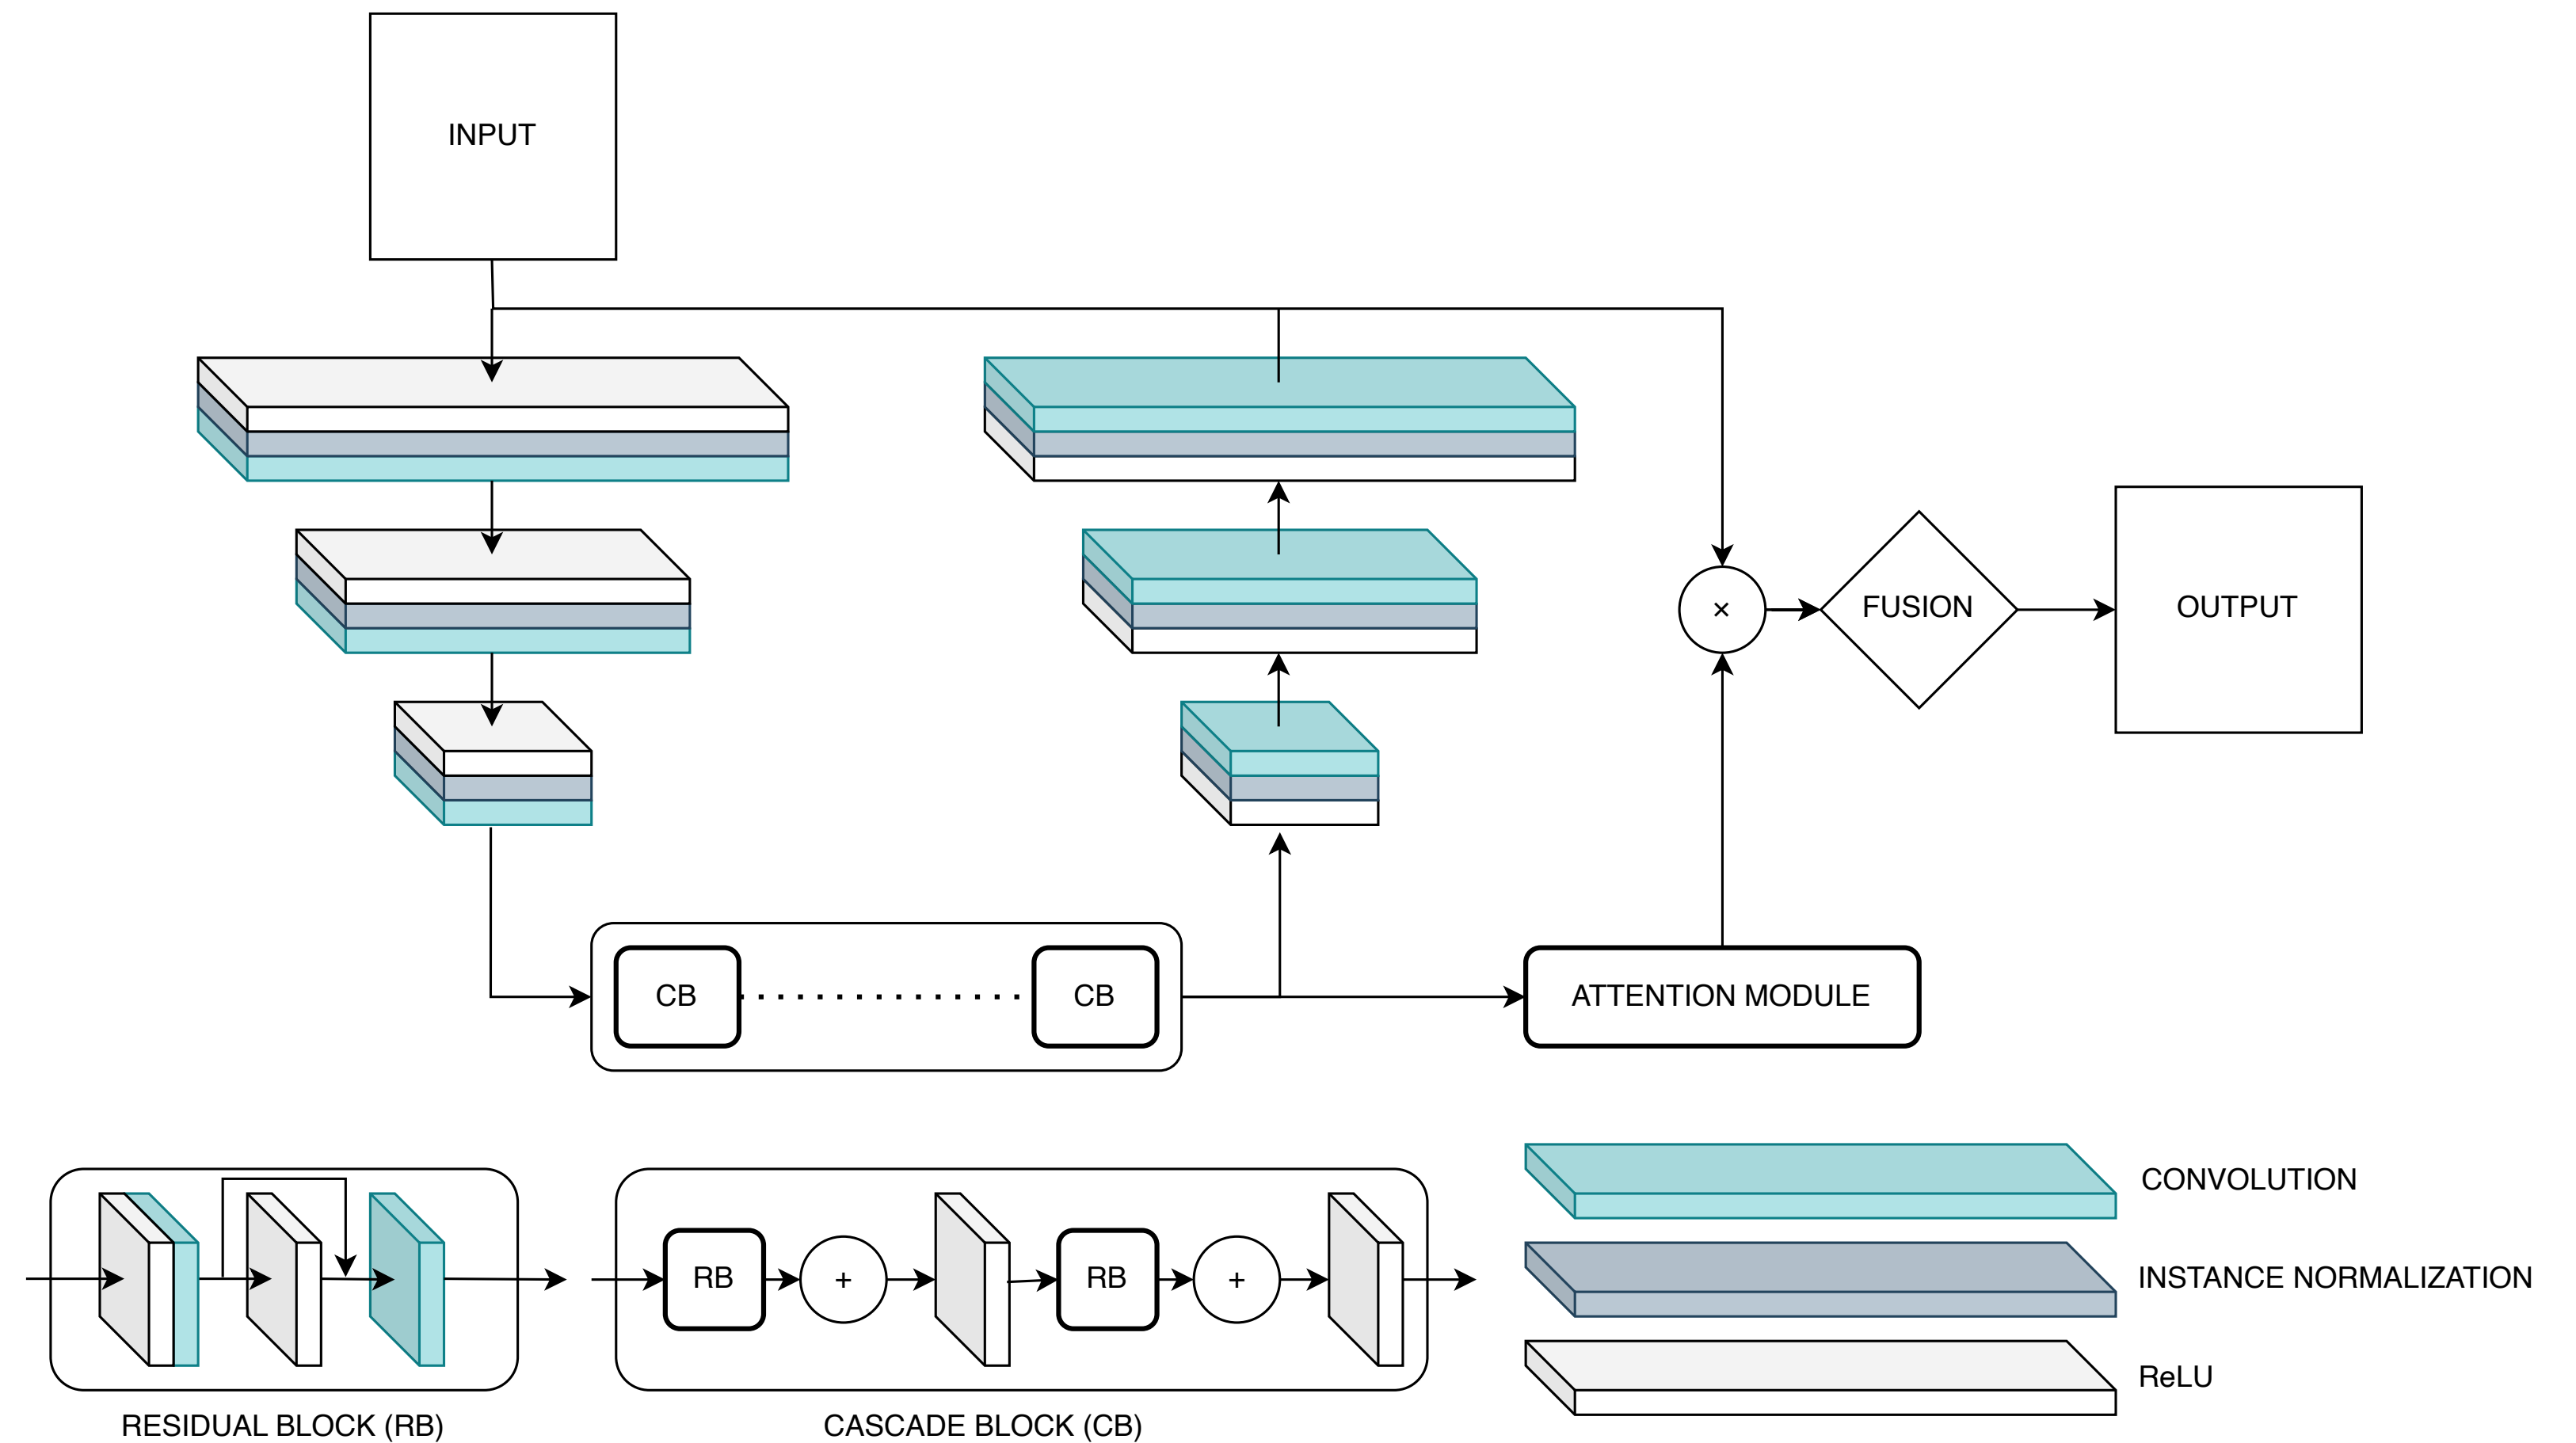 INPUT
×
FUSION
OUTPUT
CB
CB
ATTENTION MODULE
RB
+
RB
+
RESIDUAL BLOCK (RB)
CASCADE BLOCK (CB)
CONVOLUTION
INSTANCE NORMALIZATION
ReLU